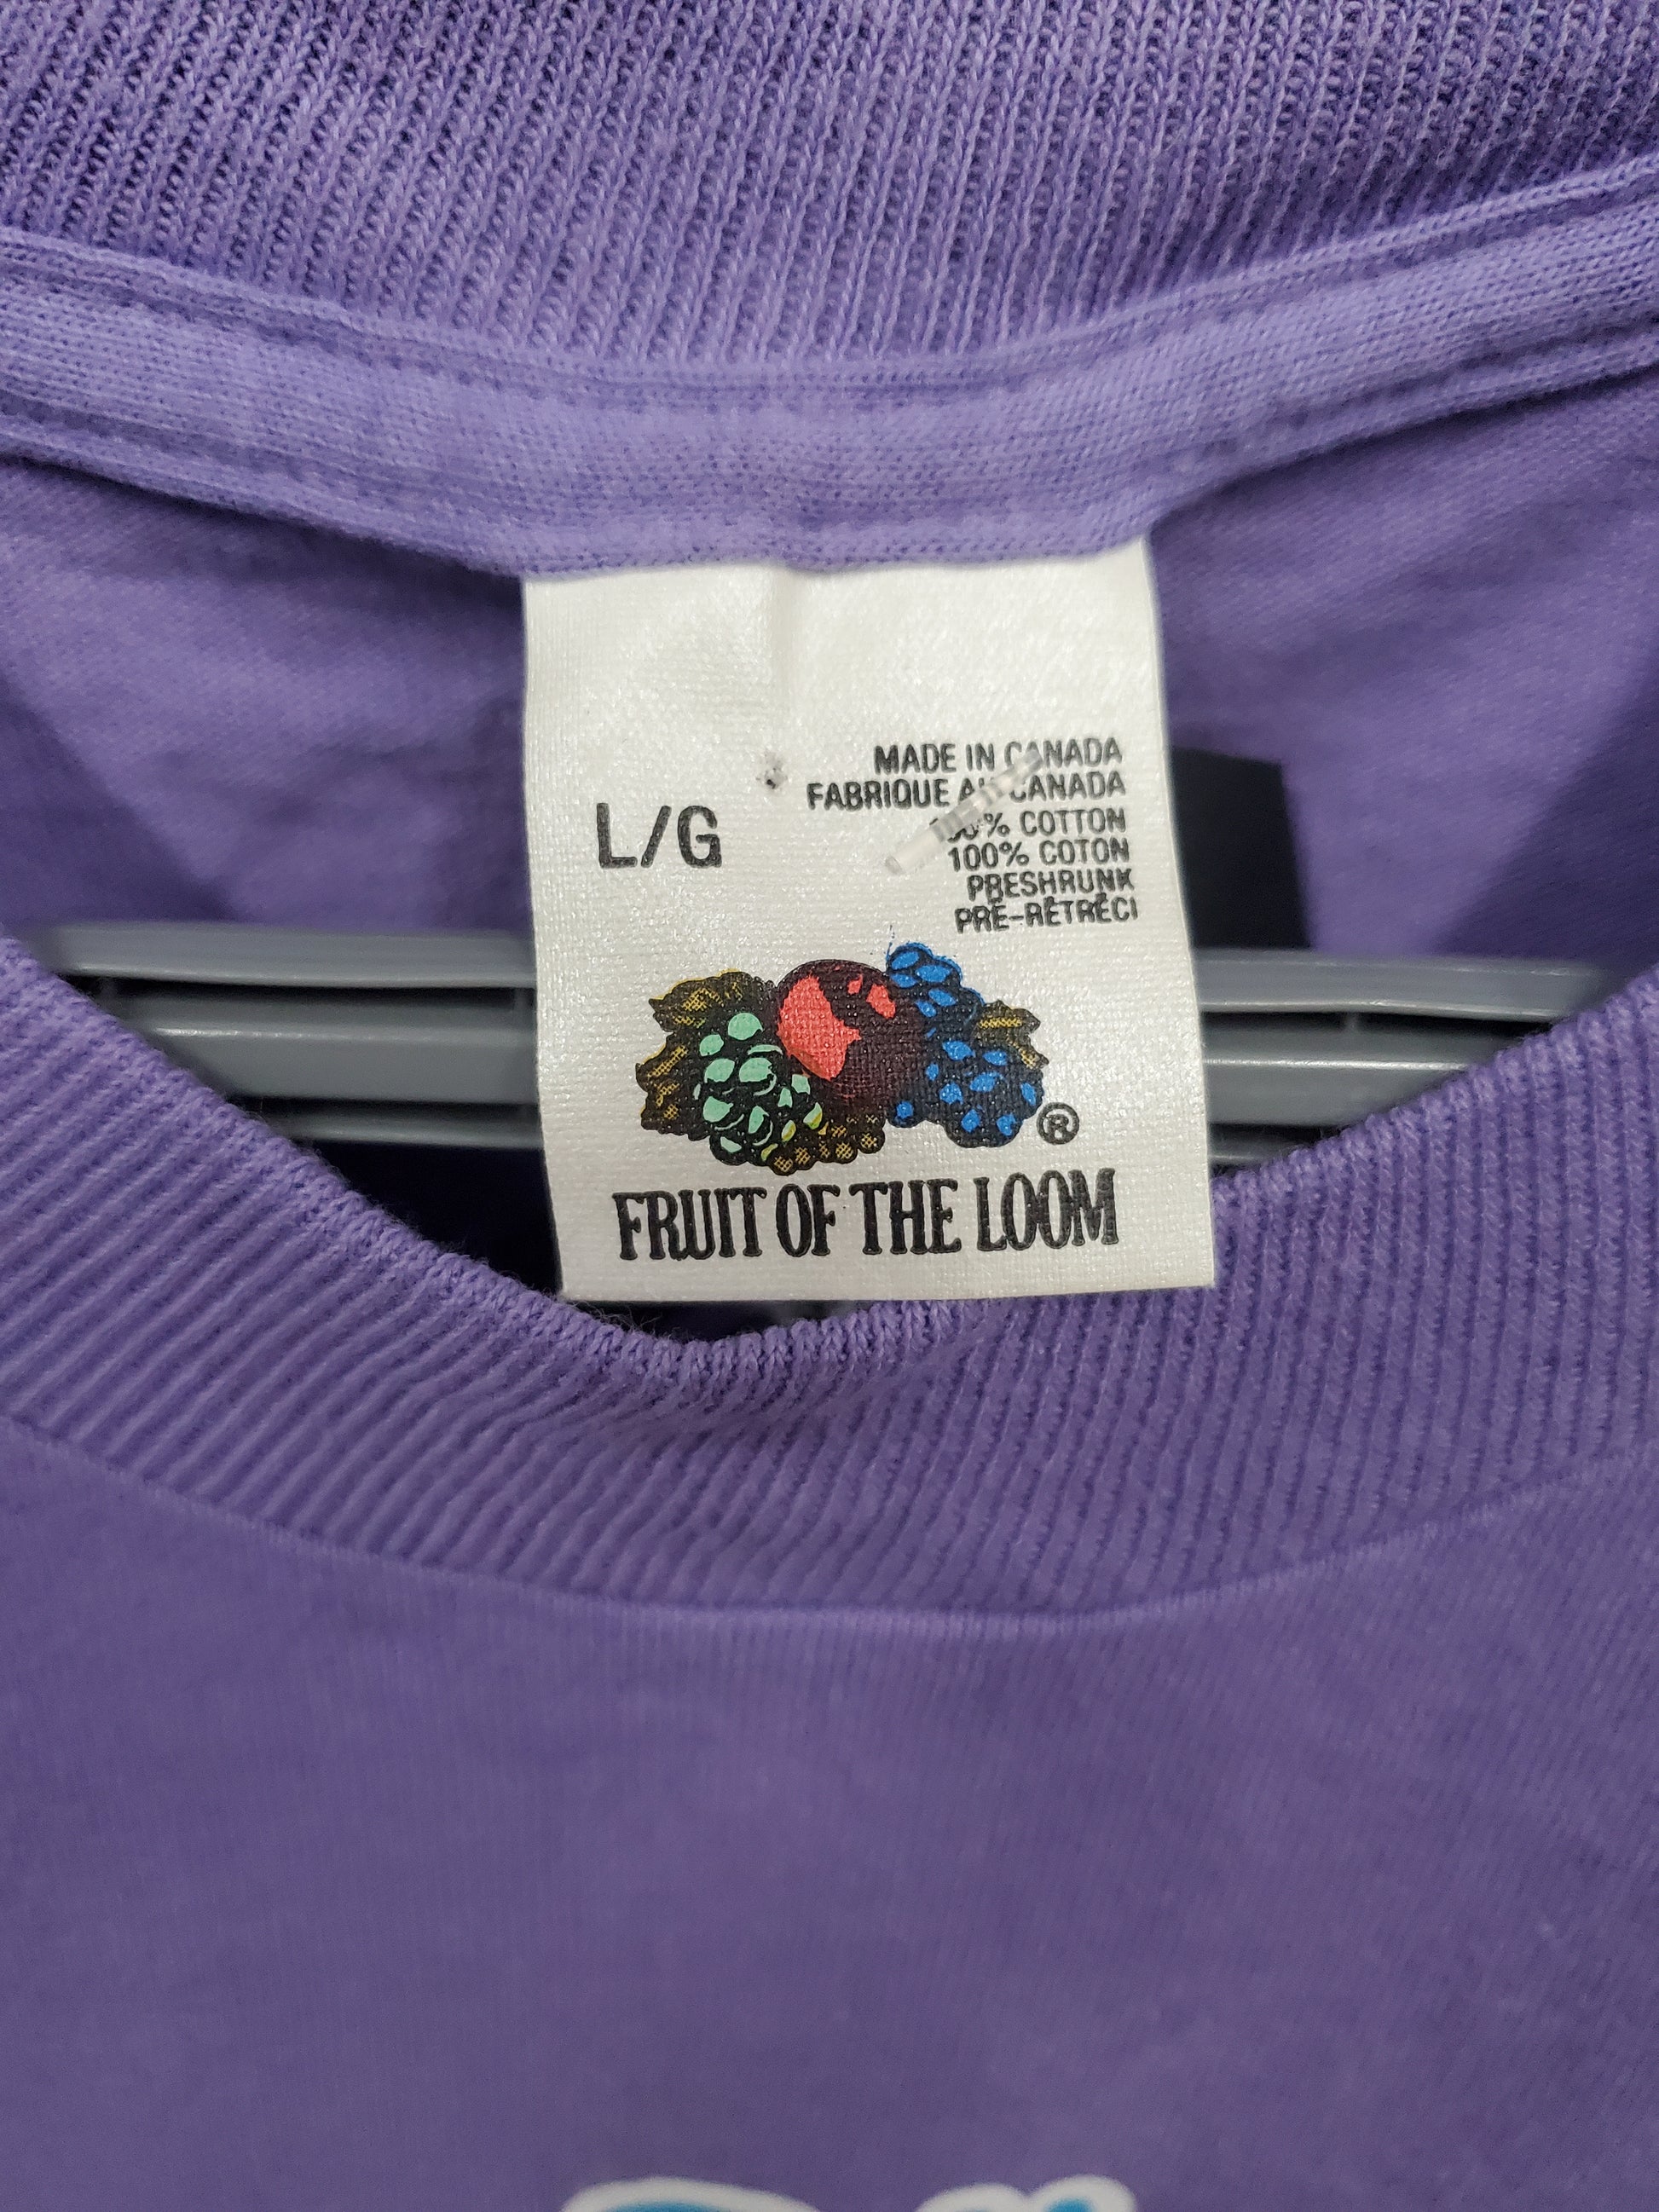 MADE IN CANADA
FABRIQUE AU CANADA
L/G
100% COTTON
100% COTON
PRESHRUNK
PRÉ-RÉTRÉCI
®
FRUIT OF THE LOOM